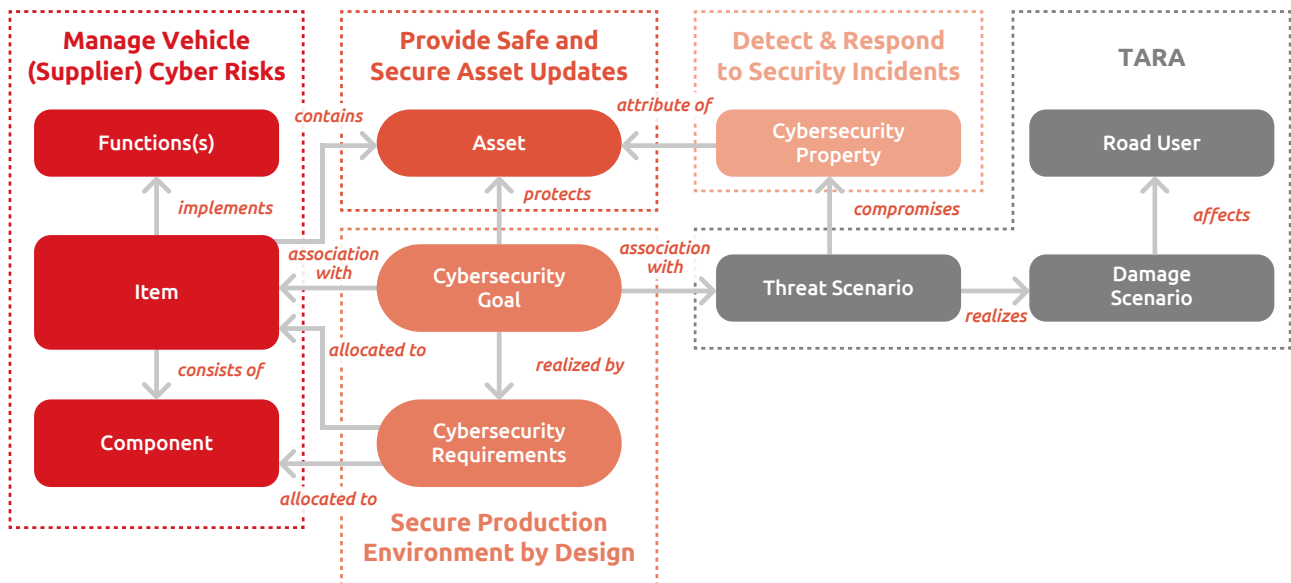 Manage Vehicle
(Supplier) Cyber Risks
Provide Safe and
Secure Asset Updates
Detect & Respond
to Security Incidents
TARA
contains
attribute of
Functions(s)
Asset
Cybersecurity
Property
Road User
implements
protects
compromises
affects
association
with
association
with
Item
Cybersecurity
Goal
Threat Scenario
Damage
Scenario
realizes
allocated to
consists of
realized by
Component
Cybersecurity
Requirements
allocated to
Secure Production
Environment by Design